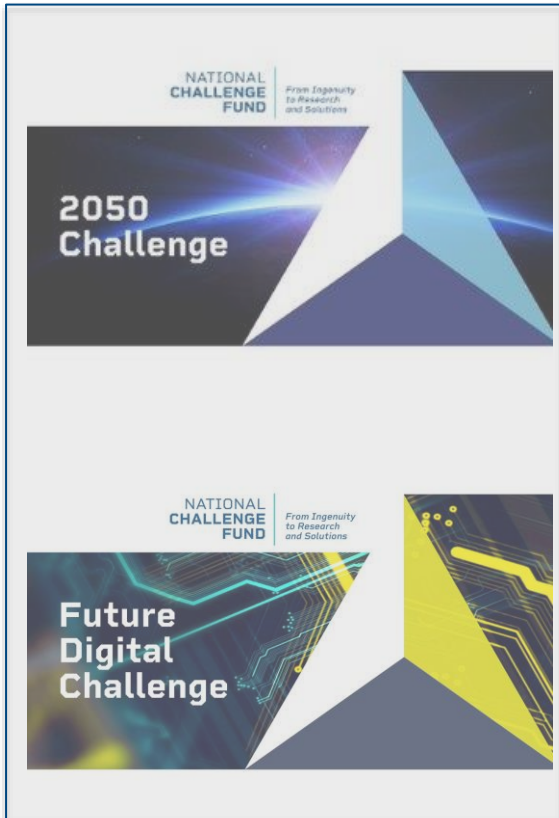 NATIONAL
CHALLENGE
FUND
From Ingenuity
to Research
and Solutions
2050
Challenge
NATIONAL
CHALLENGE
FUND
From Ingenuity
to Research
and Solutions
Future
Digital
Challenge